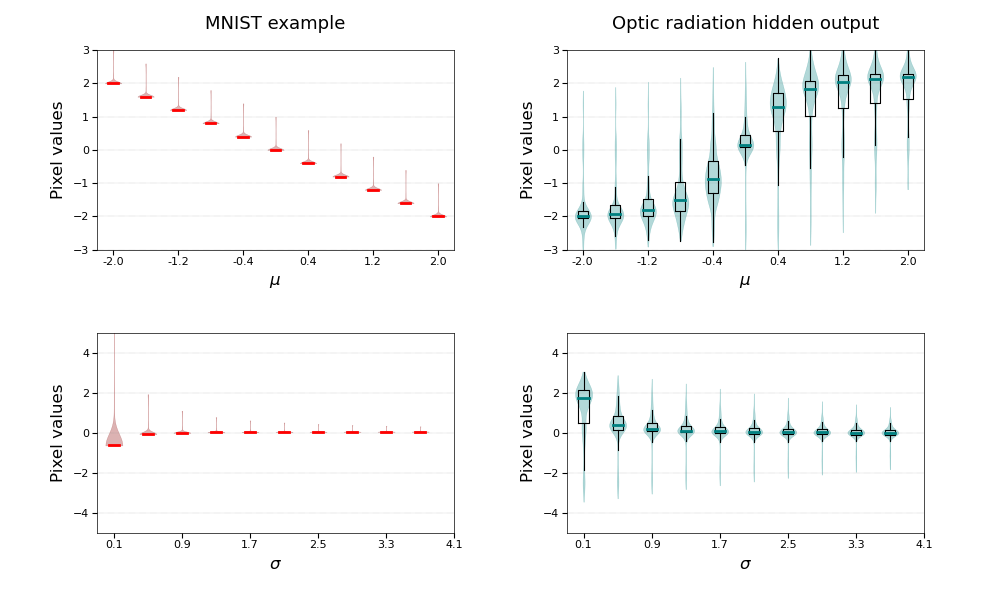 MNIST example
Optic radiation hidden output
3
2
1
0
−1
−2
−3
Pixel values
-2.0 -1.2 -0.4 0.4 1.2 2.0
μ
3
2
1
0
−1
−2
−3
Pixel values
-2.0 -1.2 -0.4 0.4 1.2 2.0
μ
4
2
0
−2
−4
Pixel values
0.1 0.9 1.7 2.5 3.3 4.1
σ
4
2
0
−2
−4
Pixel values
0.1 0.9 1.7 2.5 3.3 4.1
σ